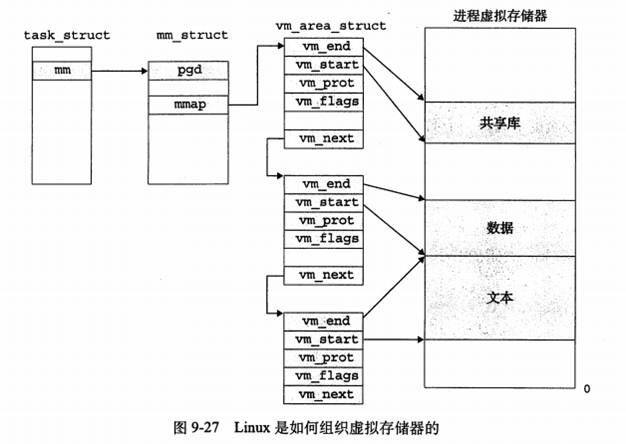 task_struct
mm
mm_struct
pgd
mmap
vm_area_struct
vm_end
vm_start
vm_prot
vm_flags
vm_next
vm_end
vm_start
vm_prot
vm_flags
vm_next
vm_end
vm_start
vm_prot
vm_flags
vm_next
进程虚拟存储器
共享库
数据
文本
0
图 9-27 Linux 是如何组织虚拟存储器的